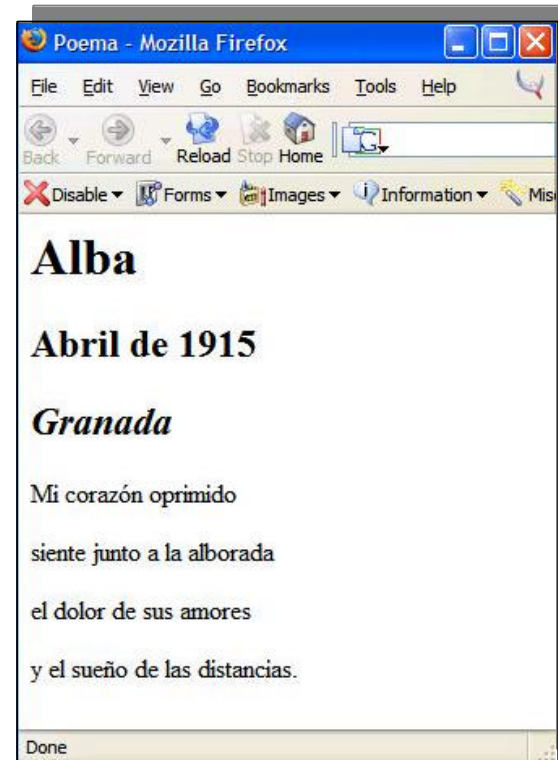 Poema - Mozilla Firefox
File Edit View Go Bookmarks Tools Help
Back Forward Reload Stop Home G
Disable Forms Images Information
Alba
Abril de 1915
Granada
Mi corazón oprimido
siente junto a la alborada
el dolor de sus amores
y el sueño de las distancias.
Done